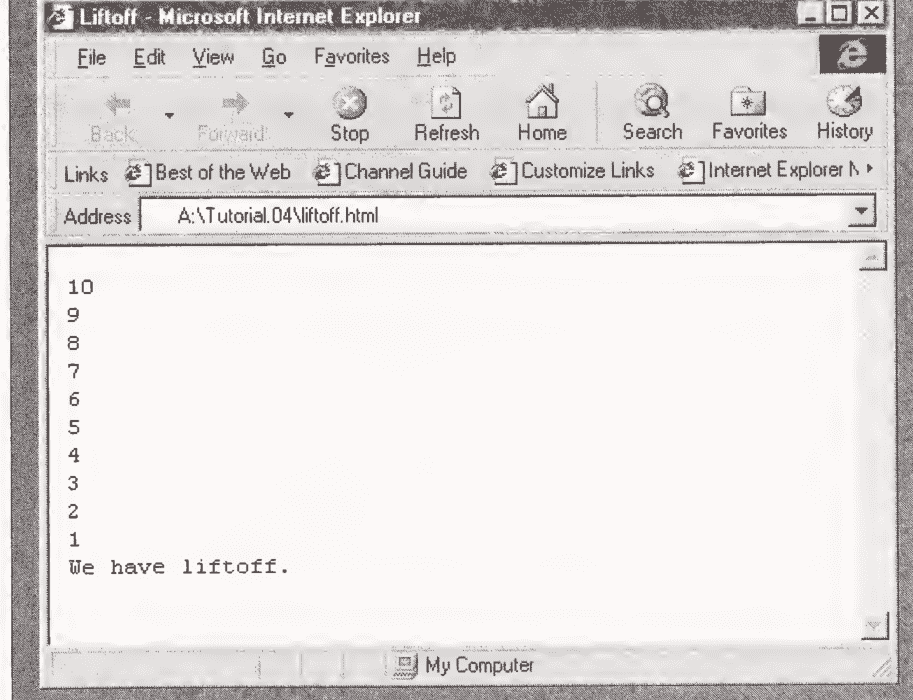 Liftoff - Microsoft Internet Explorer
File Edit View Go Favorites Help
Back Forward Stop Refresh Home Search Favorites History
Links Best of the Web Channel Guide Customize Links Internet Explorer
Address A:\Tutorial.04\liftoff.html
10
9
8
7
6
5
4
3
2
1
We have liftoff.
My Computer